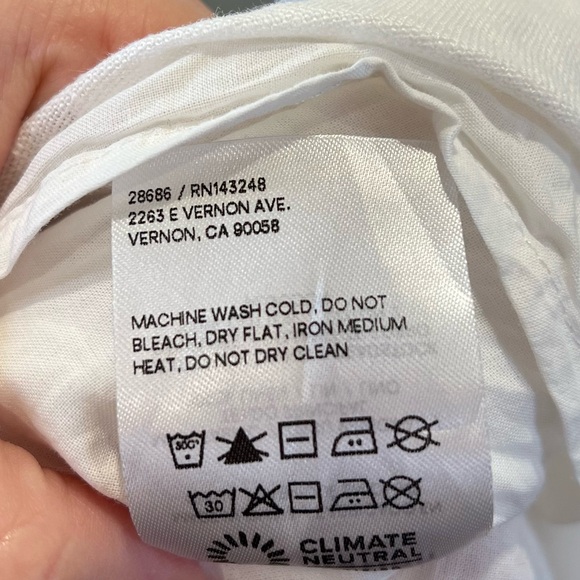 28686 / RN143248
2263 E VERNON AVE.
VERNON, CA 90058
MACHINE WASH COLD, DO NOT
BLEACH, DRY FLAT, IRON MEDIUM
HEAT, DO NOT DRY CLEAN
30C°
30
CLIMATE
NEUTRAL